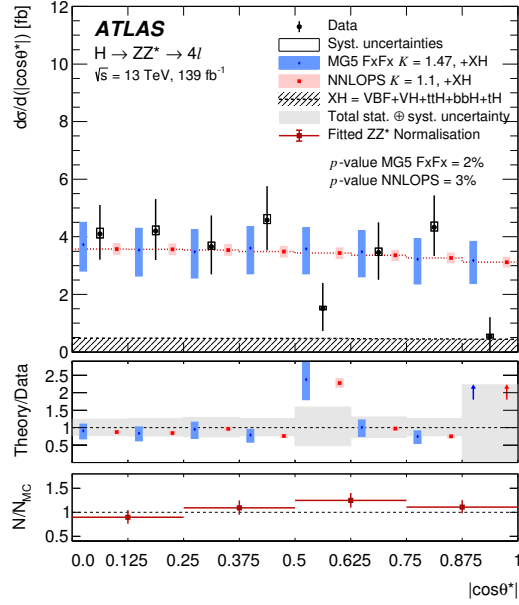 dσ/d(|cosθ*|) [fb]
12
10
8
6
4
2
0
ATLAS
H → ZZ* → 4l
√s = 13 TeV, 139 fb⁻¹
Data
Syst. uncertainties
MG5 FxFx K = 1.47, +XH
NNLOPS K = 1.1, +XH
XH = VBF+VH+ttH+bbH+tH
Total stat. ⊕ syst. uncertainty
Fitted ZZ* Normalisation
p-value MG5 FxFx = 2%
p-value NNLOPS = 3%
Theory/Data
2.5
2
1.5
1
0.5
0
N/N_MC
1.5
1
0.5
0.0 0.125 0.25 0.375 0.5 0.625 0.75 0.875 1
|cosθ*|